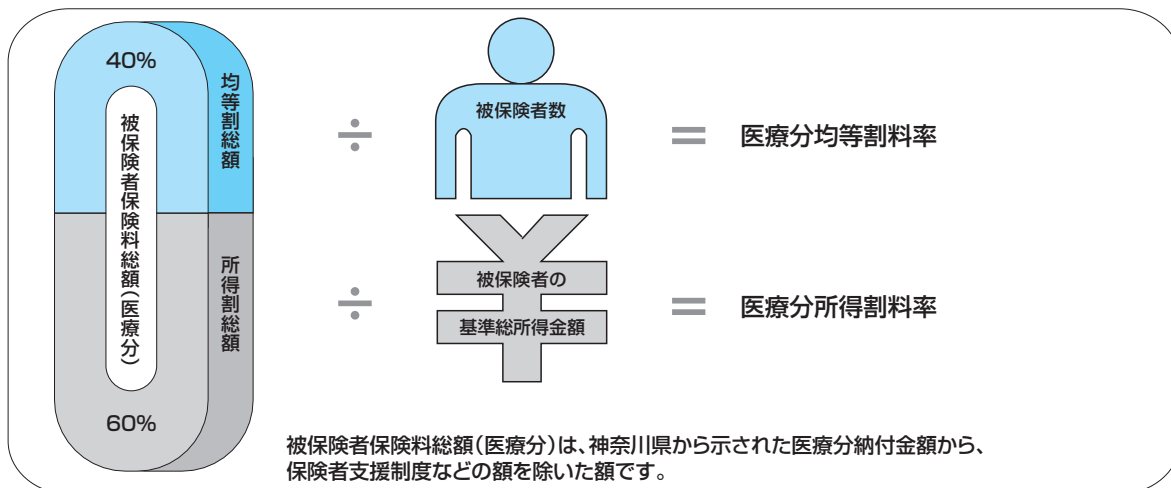 40%
均等割総額
被保険者保険料総額(医療分)
所得割総額
60%
÷
被保険者数
=
医療分均等割料率
÷
被保険者の
基準総所得金額
=
医療分所得割料率
被保険者保険料総額(医療分)は、神奈川県から示された医療分納付金額から、
保険者支援制度などの額を除いた額です。